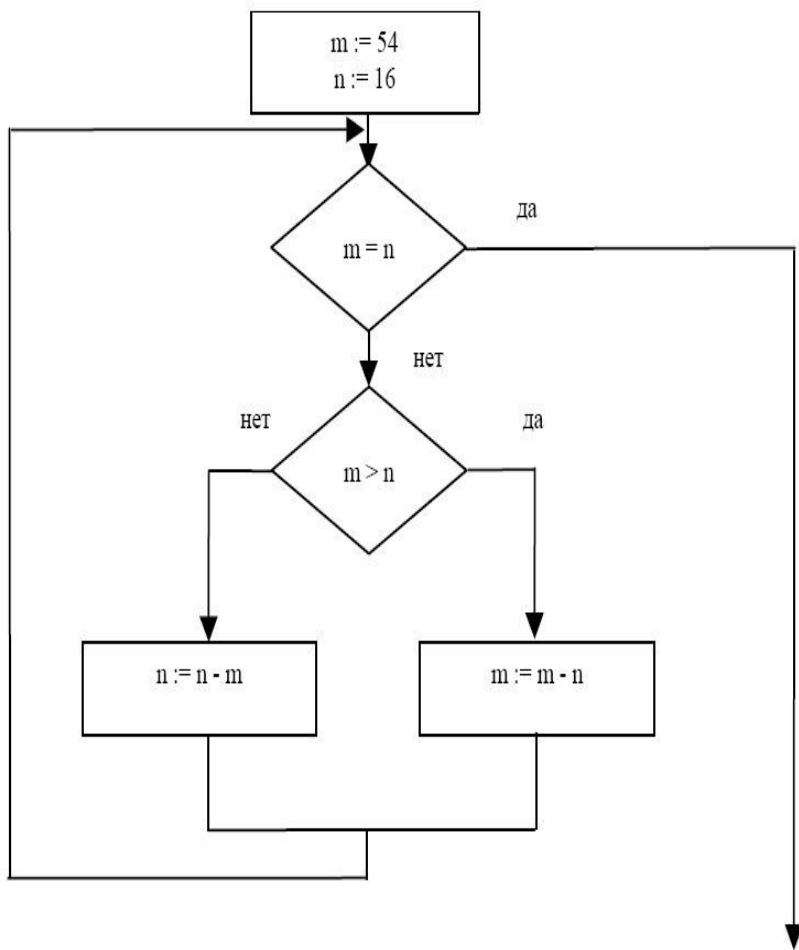 m := 54
n := 16
да
m = n
нет
нет
да
m > n
n := n - m
m := m - n